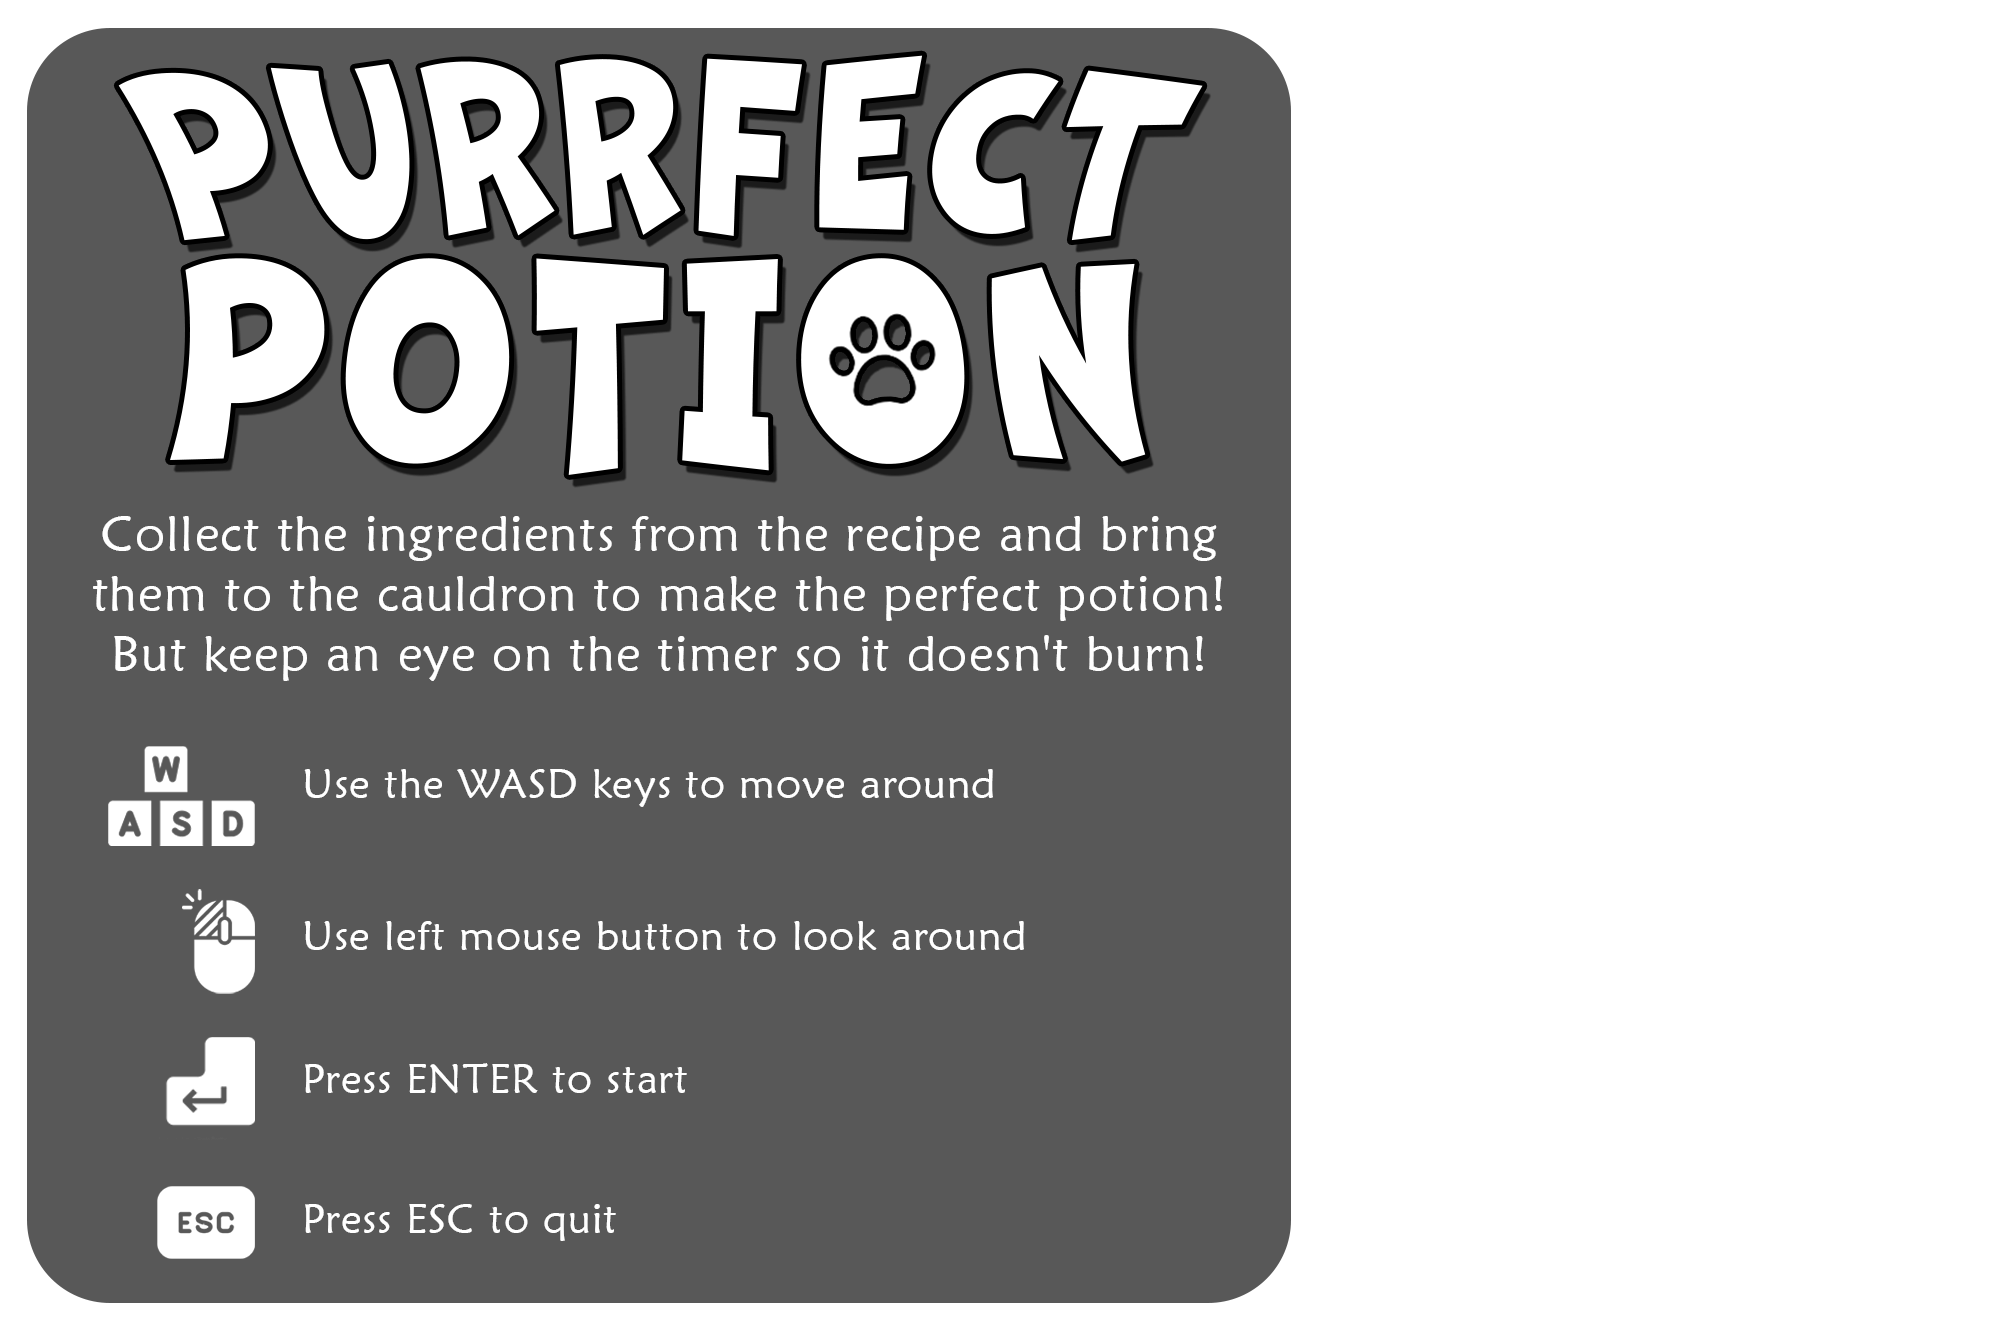 PURRFECT
POTION
Collect the ingredients from the recipe and bring
them to the cauldron to make the perfect potion!
But keep an eye on the timer so it doesn't burn!
W
A S D
Use the WASD keys to move around
Use left mouse button to look around
Press ENTER to start
ESC
Press ESC to quit